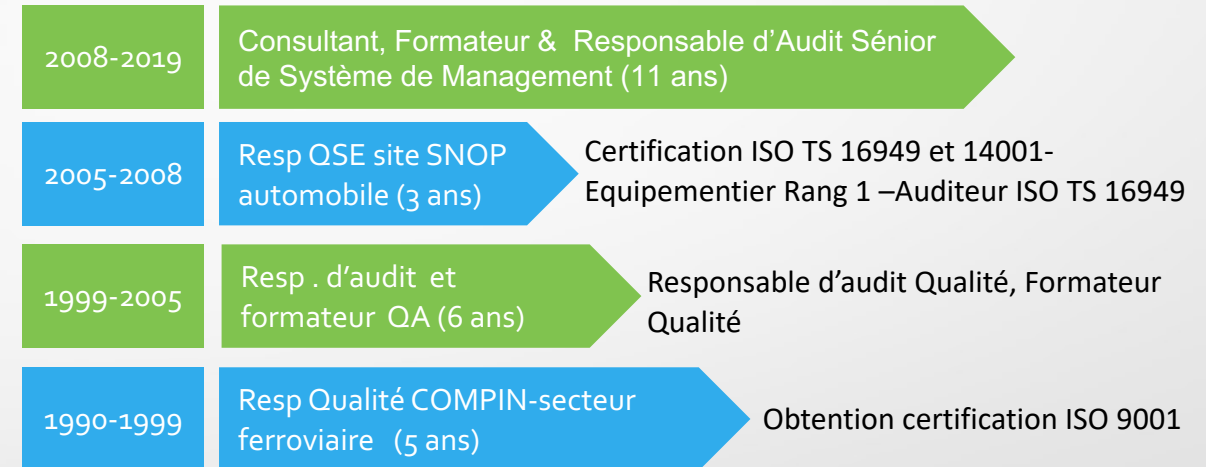 2008-2019
Consultant, Formateur & Responsable d'Audit Sénior
de Système de Management (11 ans)
2005-2008
Resp QSE site SNOP
automobile (3 ans)
Certification ISO TS 16949 et 14001-
Equipementier Rang 1 –Auditeur ISO TS 16949
1999-2005
Resp . d'audit et
formateur QA (6 ans)
Responsable d'audit Qualité, Formateur
Qualité
1990-1999
Resp Qualité COMPIN-secteur
ferroviaire (5 ans)
Obtention certification ISO 9001